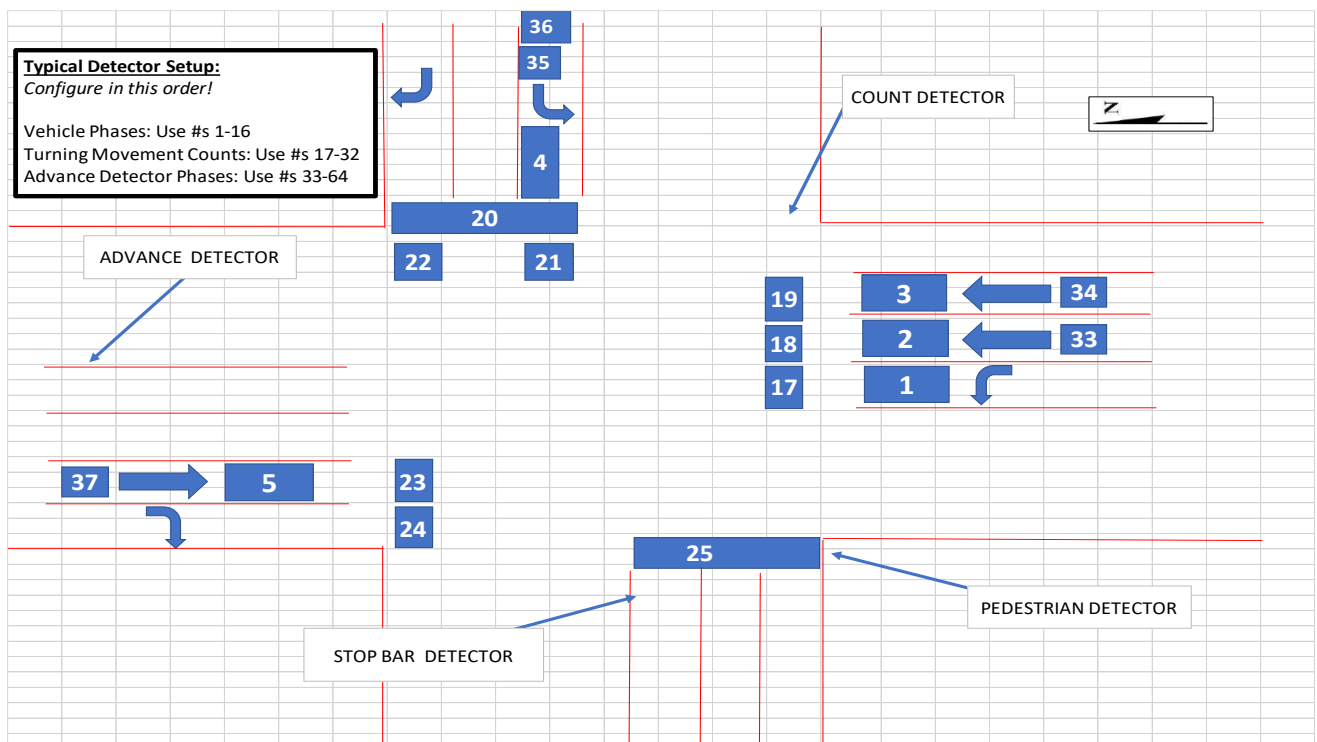 36
Typical Detector Setup:
Configure in this order!
Vehicle Phases: Use #s 1-16
Turning Movement Counts: Use #s 17-32
Advance Detector Phases: Use #s 33-64
35
COUNT DETECTOR
N
4
20
ADVANCE DETECTOR
22
21
19
3
34
18
2
33
17
1
37
5
23
24
25
PEDESTRIAN DETECTOR
STOP BAR DETECTOR